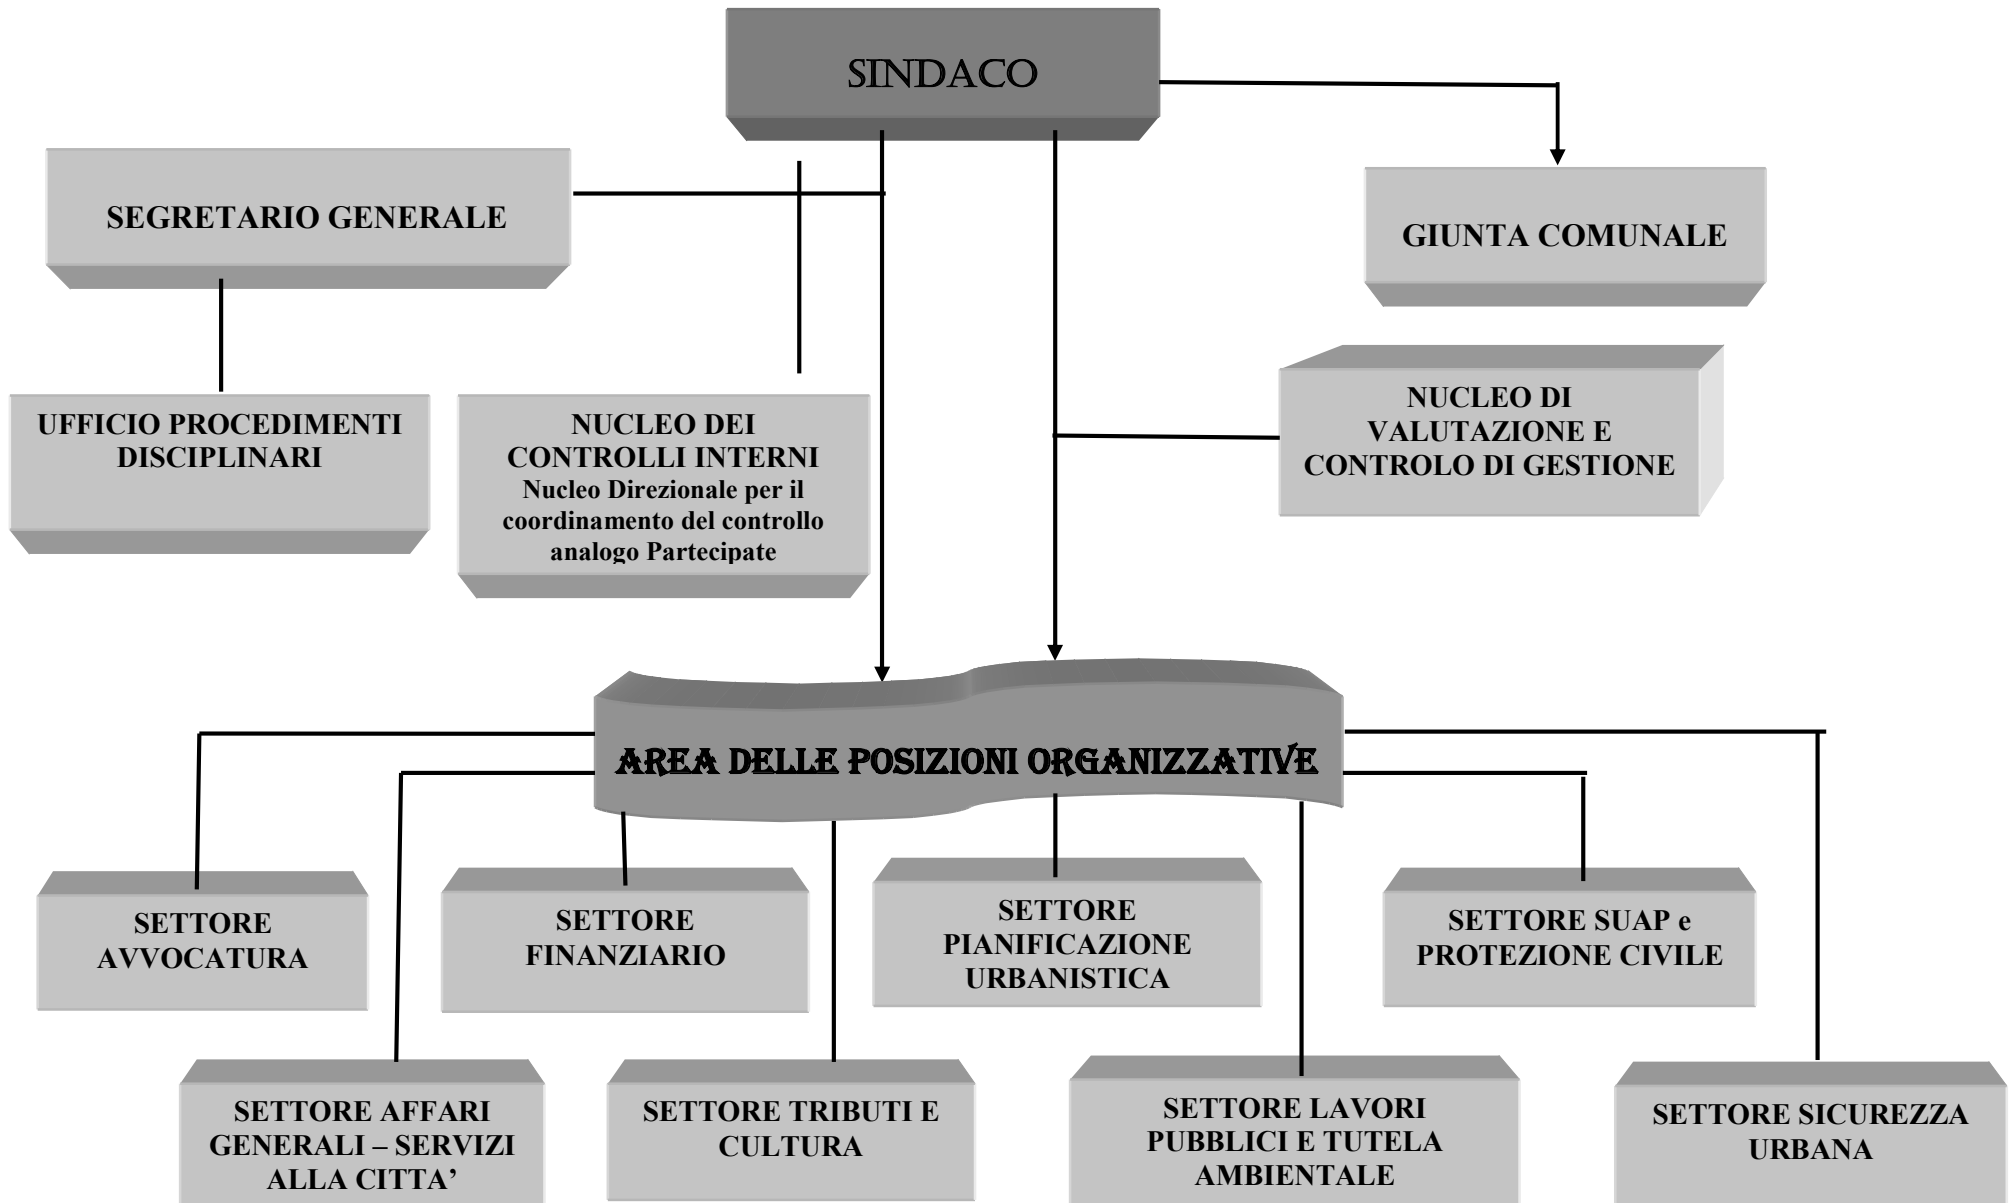 SINDACO
SEGRETARIO GENERALE
GIUNTA COMUNALE
UFFICIO PROCEDIMENTI
DISCIPLINARI
NUCLEO DEI
CONTROLLI INTERNI
Nucleo Direzionale per il
coordinamento del controllo
analogo Partecipate
NUCLEO DI
VALUTAZIONE E
CONTROLO DI GESTIONE
AREA DELLE POSIZIONI ORGANIZZATIVE
SETTORE
AVVOCATURA
SETTORE
FINANZIARIO
SETTORE
PIANIFICAZIONE
URBANISTICA
SETTORE SUAP e
PROTEZIONE CIVILE
SETTORE AFFARI
GENERALI – SERVIZI
ALLA CITTA’
SETTORE TRIBUTI E
CULTURA
SETTORE LAVORI
PUBBLICI E TUTELA
AMBIENTALE
SETTORE SICUREZZA
URBANA